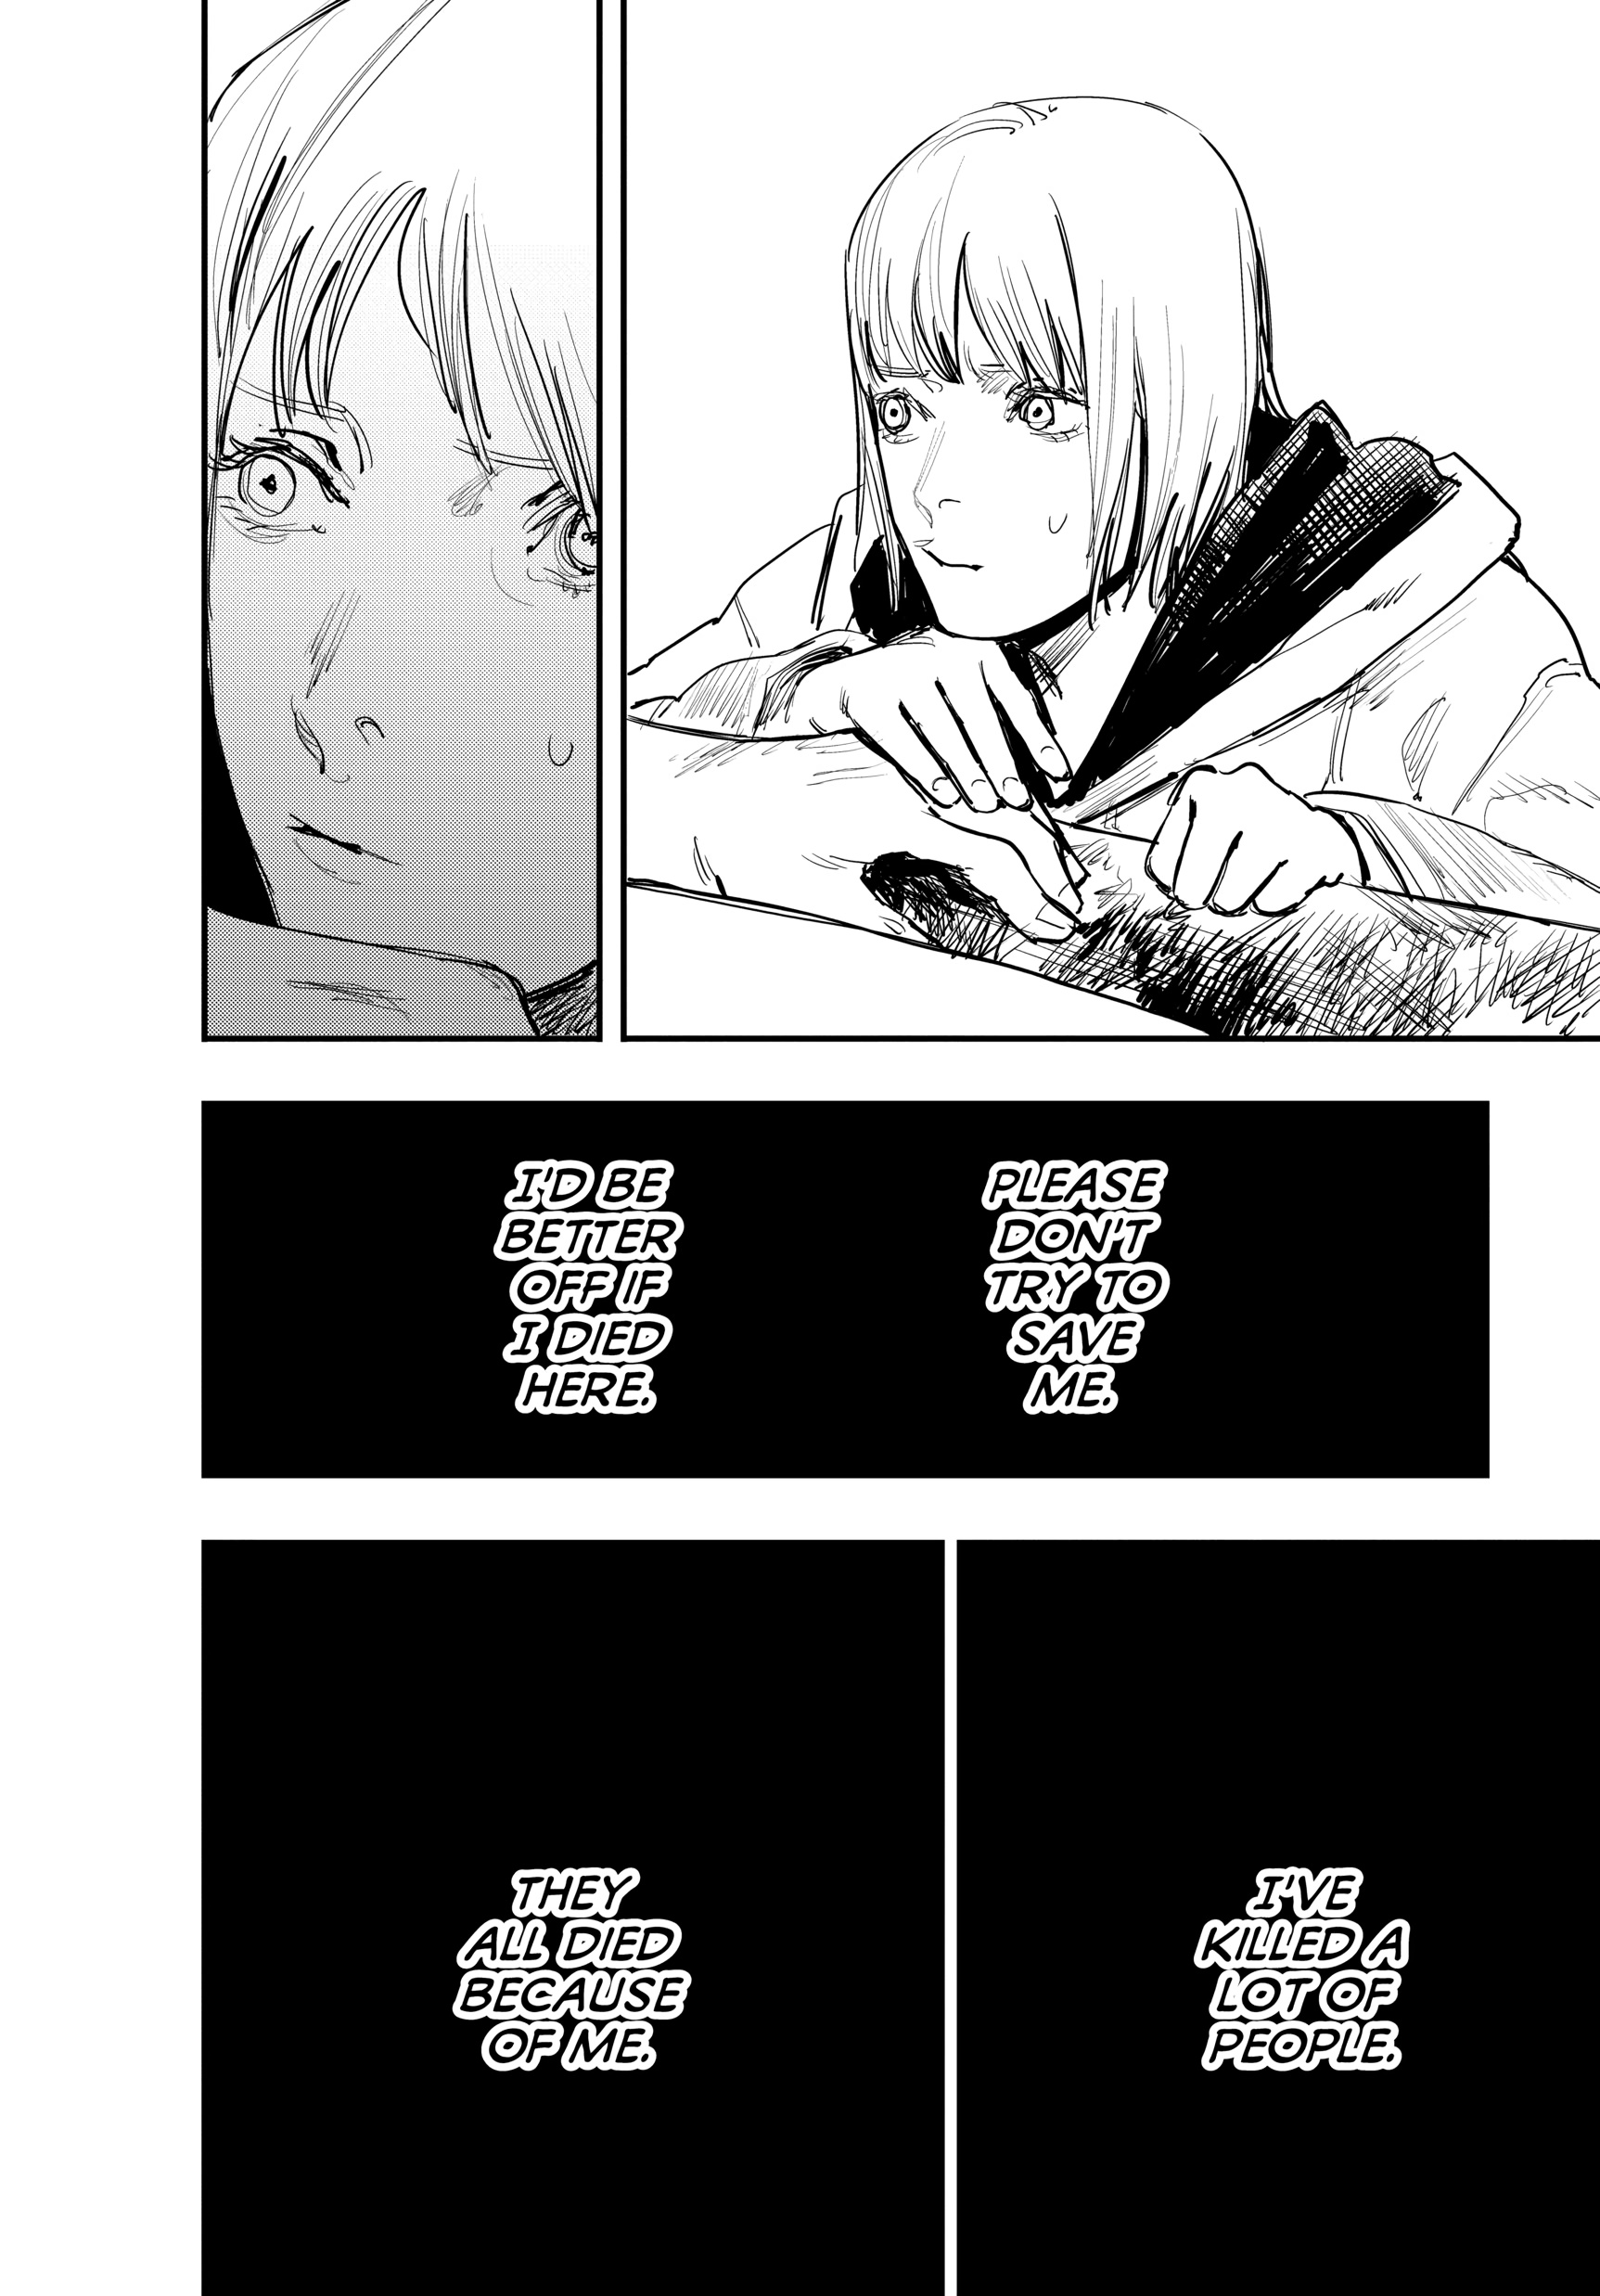 PLEASE
DON'T
TRY TO
SAVE
ME.
I'D BE
BETTER
OFF IF
I DIED
HERE.
I'VE
KILLED A
LOT OF
PEOPLE.
THEY
ALL DIED
BECAUSE
OF ME.